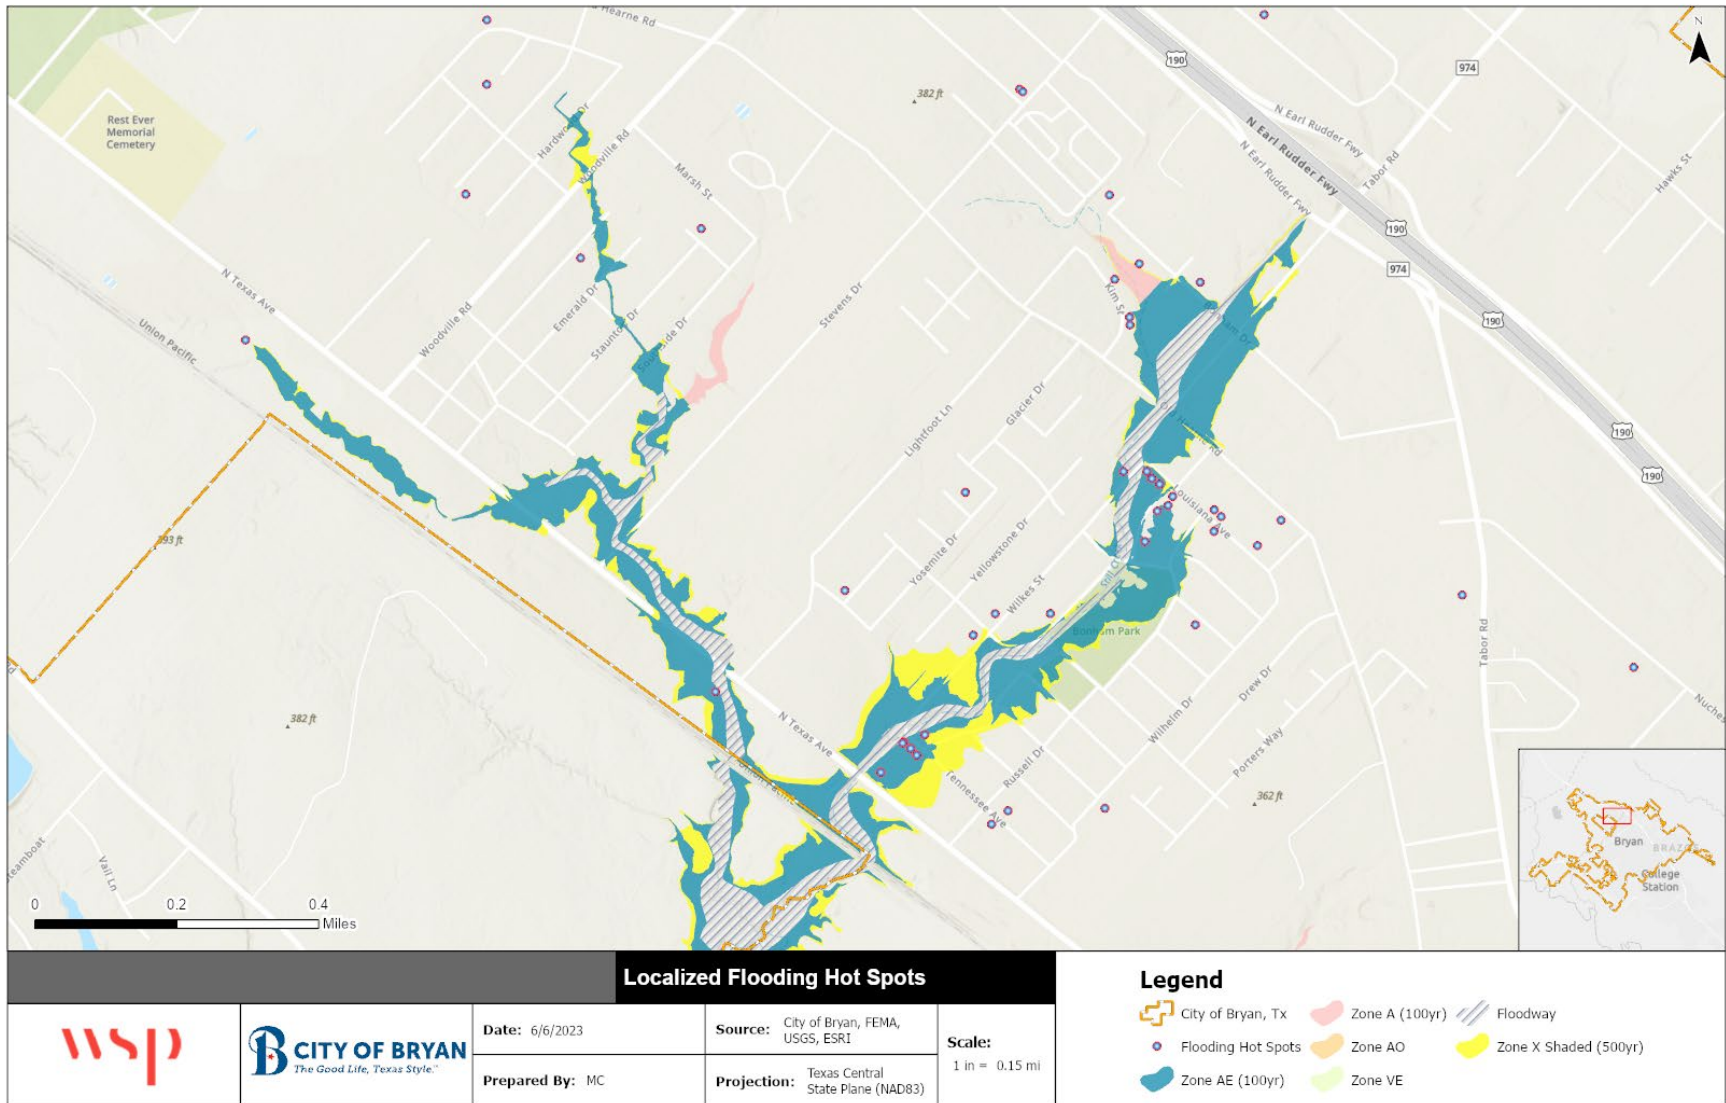 Hearne Rd
Rest Ever
Memorial
Cemetery
382 ft
190
974
N
N Earl Rudder Fwy
N Earl Rudder Fwy
N Earl Rudder Fwy
Tabor Rd
Hawks St
Woodville Rd
Marsh St
N Texas Ave
Union Pacific
Woodville Rd
Emerald Dr
Staunton Dr
Stevens Dr
Kim St
190
974
190
Lightfoot Ln
Glacier Dr
190
190
Louisiana Ave
393 ft
Yosemite Dr
Yellowstone Dr
Wilkes St
Bonham Park
Tabor Rd
382 ft
N Texas Ave
Wilhelm Dr
Drew Dr
Porters Way
Russell Dr
Tennessee Ave
362 ft
Vail Ln
0 0.2 0.4
Miles
Bryan
College
Station
Localized Flooding Hot Spots
wsp
CITY OF BRYAN
The Good Life, Texas Style.™
Date: 6/6/2023
Prepared By: MC
Source: City of Bryan, FEMA,
USGS, ESRI
Projection: Texas Central
State Plane (NAD83)
Scale:
1 in = 0.15 mi
Legend
City of Bryan, Tx
Flooding Hot Spots
Zone AE (100yr)
Zone A (100yr)
Zone AO
Zone VE
Floodway
Zone X Shaded (500yr)